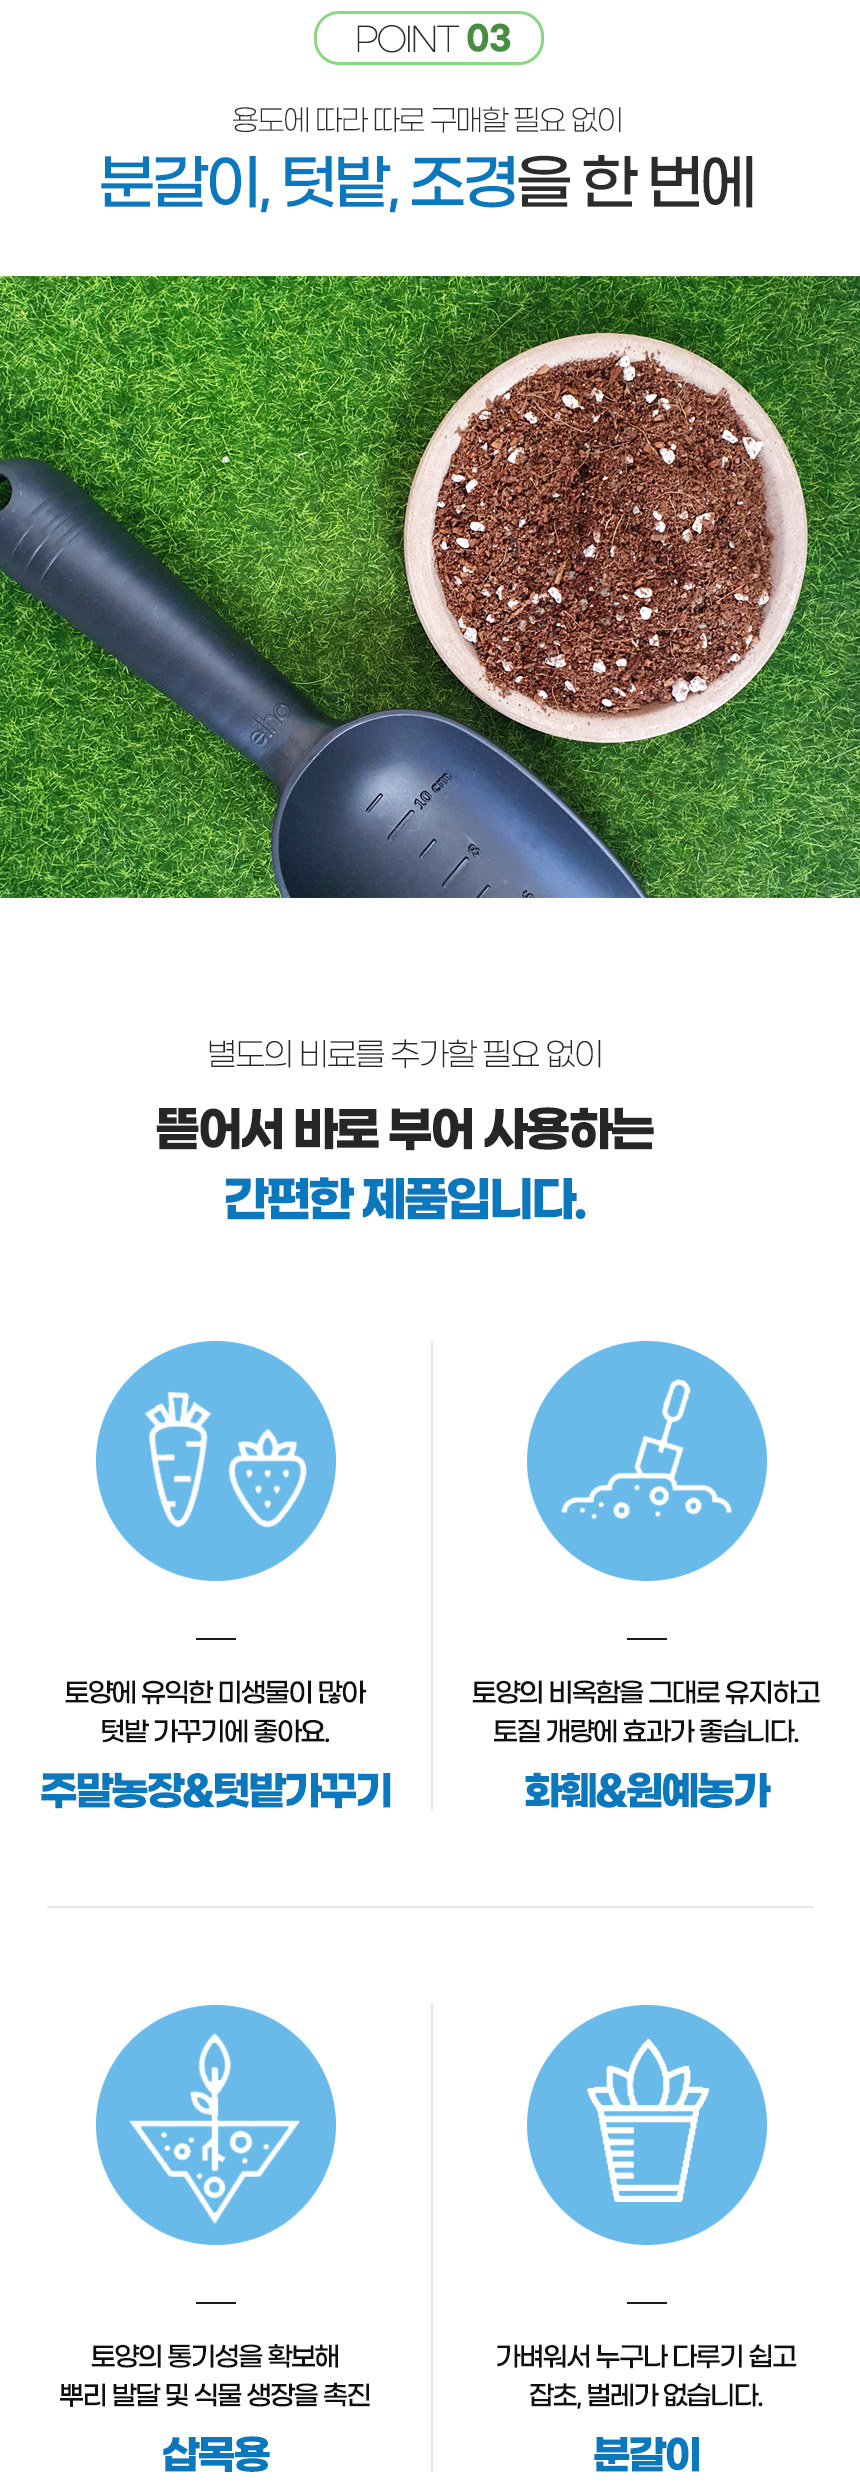 POINT 03
용도에 따라 따로 구매할 필요 없이
분갈이, 텃밭, 조경을 한 번에
elho
10 cm
8
6
별도의 비료를 추가할 필요 없이
뜯어서 바로 부어 사용하는
간편한 제품입니다.
토양에 유익한 미생물이 많아
텃밭 가꾸기에 좋아요.
주말농장&텃밭가꾸기
토양의 비옥함을 그대로 유지하고
토질 개량에 효과가 좋습니다.
화훼&원예농가
토양의 통기성을 확보해
뿌리 발달 및 식물 생장을 촉진
삽목용
가벼워서 누구나 다루기 쉽고
잡초, 벌레가 없습니다.
분갈이